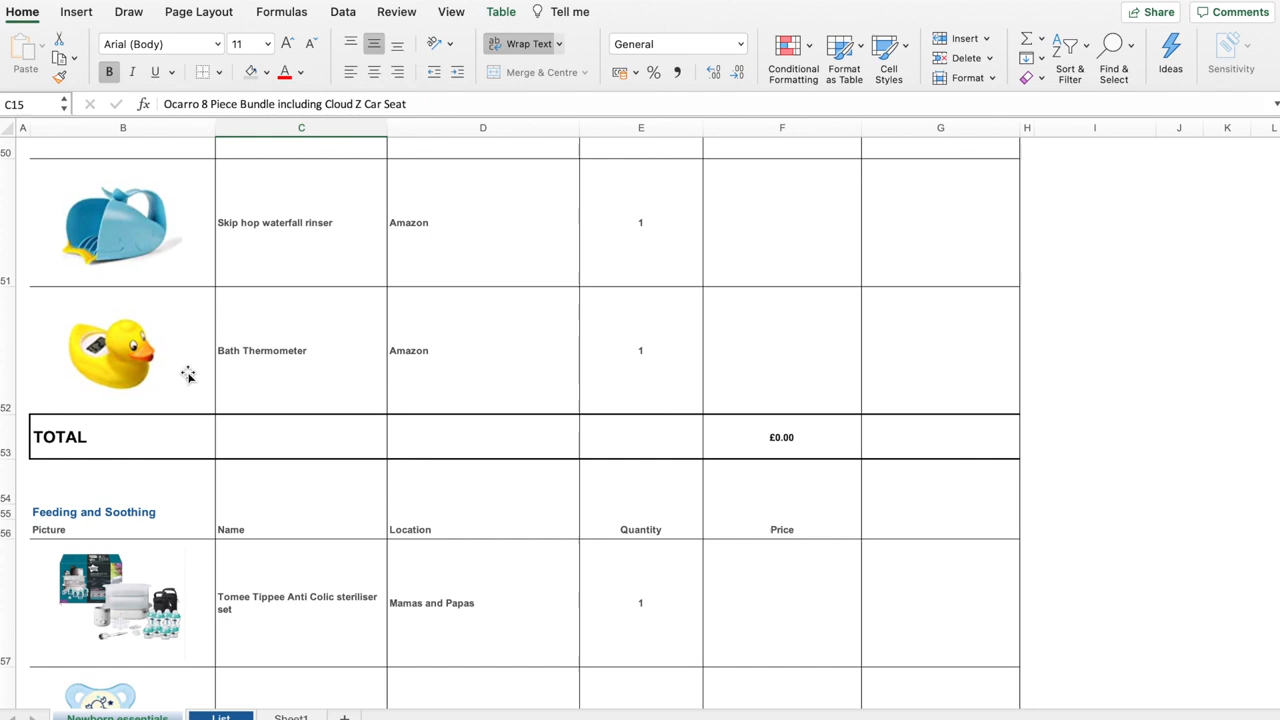 Home Insert Draw Page Layout Formulas Data Review View Table Tell me Share Comments
Paste Arial (Body) 11 B I U A Wrap Text Merge & Centre General % Conditional Formatting Format as Table Cell Styles Insert Delete Format Sort & Filter Find & Select Ideas Sensitivity
C15 fx Ocarro 8 Piece Bundle including Cloud Z Car Seat
A B C D E F G H I J K L
50
Skip hop waterfall rinser Amazon 1
51
Bath Thermometer Amazon 1
52
TOTAL £0.00
53
54
55 Feeding and Soothing
56 Picture Name Location Quantity Price
Tomee Tippee Anti Colic steriliser
set Mamas and Papas 1
57
Newborn essentials List Sheet1 +